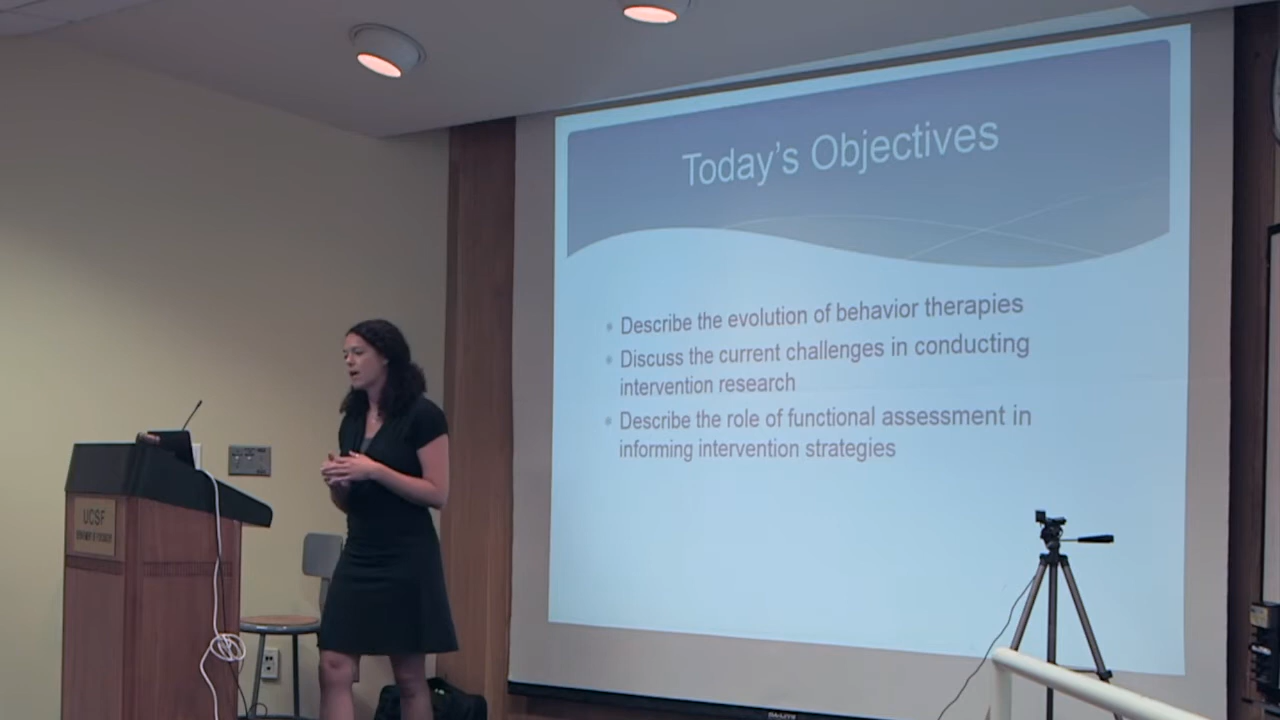 Today's Objectives
Describe the evolution of behavior therapies
Discuss the current challenges in conducting
intervention research
Describe the role of functional assessment in
informing intervention strategies
UCSF